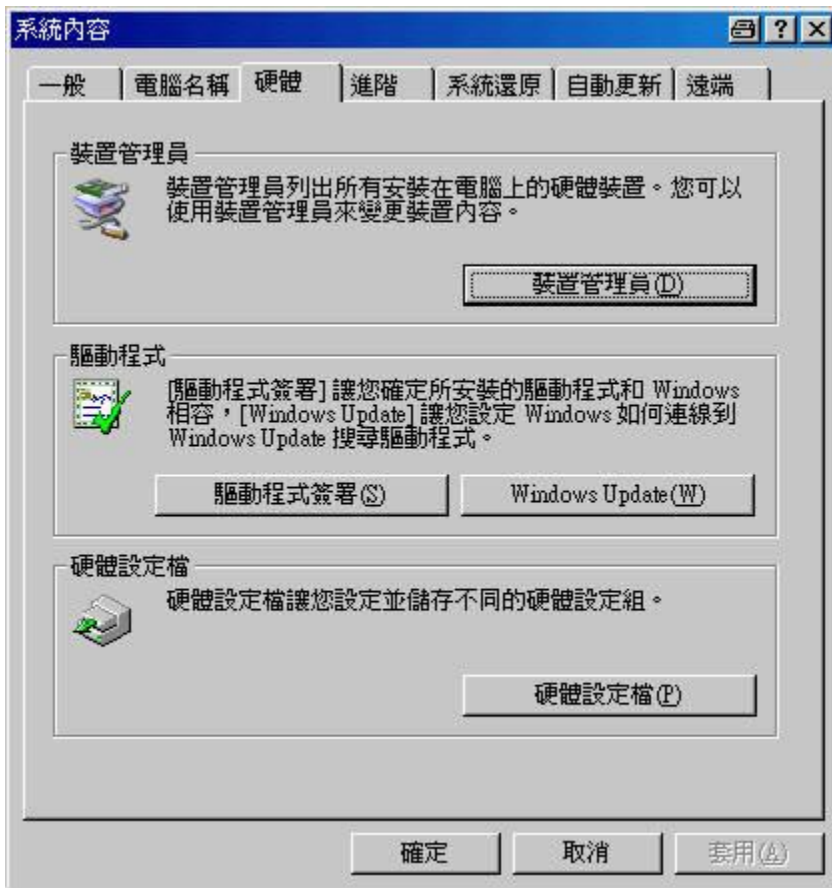 系統內容
一般
電腦名稱
硬體
進階
系統還原
自動更新
遠端
裝置管理員
裝置管理員列出所有安裝在電腦上的硬體裝置。您可以
使用裝置管理員來變更裝置內容。
裝置管理員(D)
驅動程式
[驅動程式簽署] 讓您確定所安裝的驅動程式和 Windows
相容，[Windows Update] 讓您設定 Windows 如何連線到
Windows Update 搜尋驅動程式。
驅動程式簽署(S)
Windows Update(W)
硬體設定檔
硬體設定檔讓您設定並儲存不同的硬體設定組。
硬體設定檔(P)
確定
取消
套用(A)